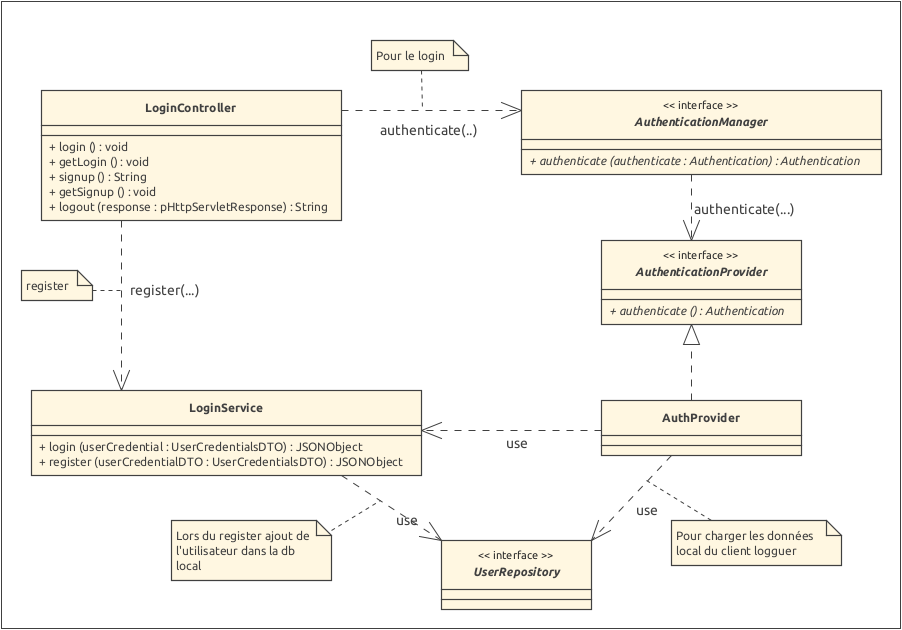 Pour le login
LoginController
+ login () : void
+ getLogin () : void
+ signup () : String
+ getSignup () : void
+ logout (response : pHttpServletResponse) : String
authenticate(..)
<< interface >>
AuthenticationManager
+ authenticate (authenticate : Authentication) : Authentication
authenticate(...)
<< interface >>
AuthenticationProvider
+ authenticate () : Authentication
register
register(...)
LoginService
+ login (userCredential : UserCredentialsDTO) : JSONObject
+ register (userCredentialDTO : UserCredentialsDTO) : JSONObject
use
AuthProvider
use
use
Lors du register ajout de
l'utilisateur dans la db
local
<< interface >>
UserRepository
Pour charger les données
local du client logguer